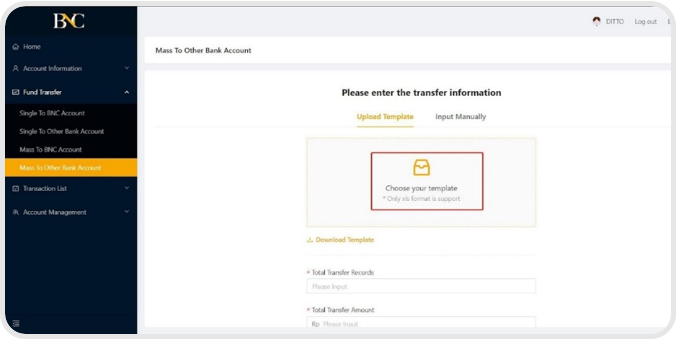 BNC
DITTO Log out
Home
Mass To Other Bank Account
Account Information
Fund Transfer
Please enter the transfer information
Single To BNC Account
Upload Template Input Manually
Single To Other Bank Account
Mass To BNC Account
Mass To Other Bank Account
Transaction List
Choose your template
* Only xls format is support
Account Management
Download Template
* Total Transfer Records
Please Input
* Total Transfer Amount
Rp Please Input